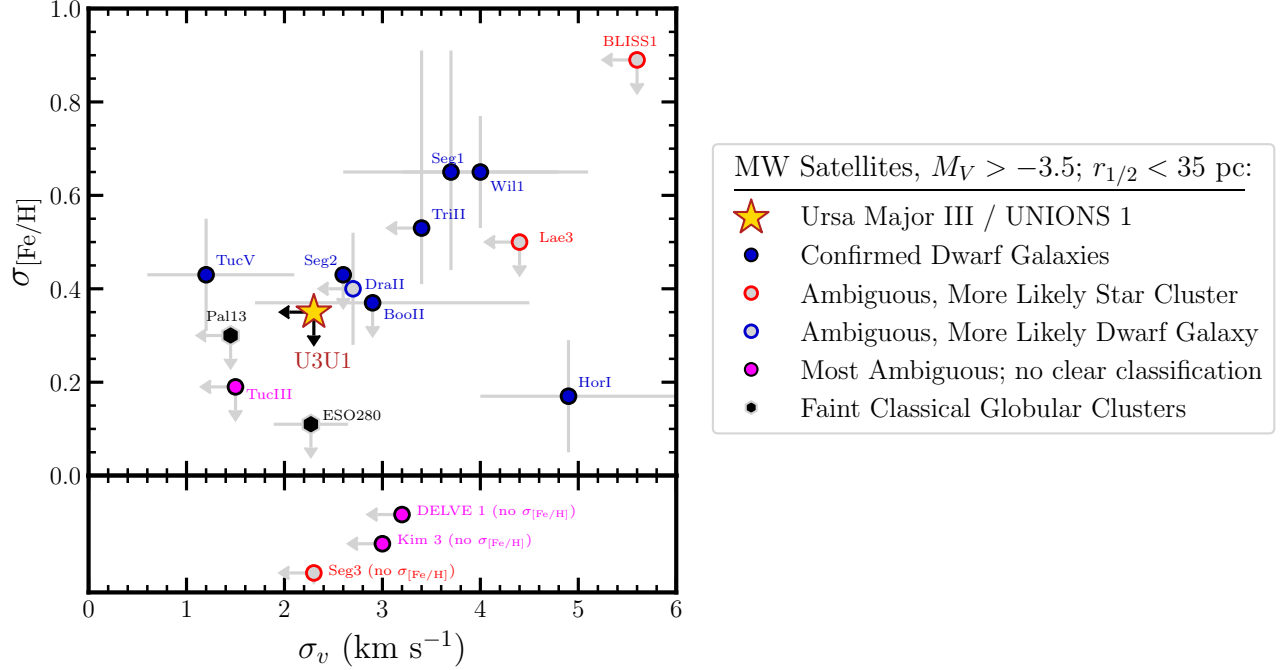 1.0
0.8
0.6
0.4
0.2
0.0
σ[Fe/H]
BLISS1
Seg1
Wil1
TriII
Lae3
TucV
Seg2
DraII
BooII
Pal13
U3U1
TucIII
ESO280
HorI
DELVE 1 (no σ[Fe/H])
Kim 3 (no σ[Fe/H])
Seg3 (no σ[Fe/H])
0 1 2 3 4 5 6
σv (km s−1)
MW Satellites, MV > −3.5; r1/2 < 35 pc:
Ursa Major III / UNIONS 1
Confirmed Dwarf Galaxies
Ambiguous, More Likely Star Cluster
Ambiguous, More Likely Dwarf Galaxy
Most Ambiguous; no clear classification
Faint Classical Globular Clusters